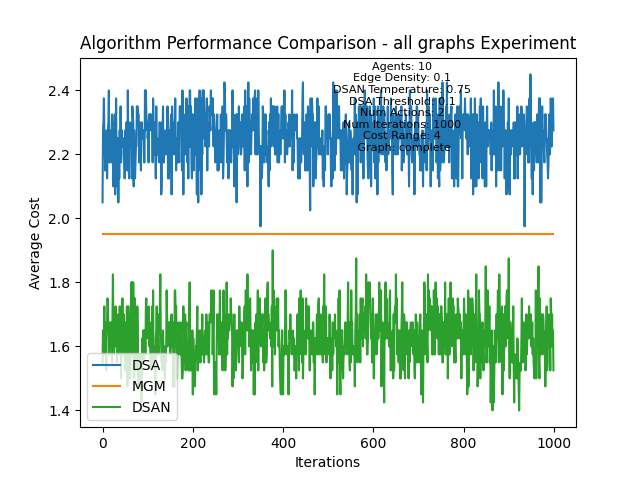 Algorithm Performance Comparison - all graphs Experiment
Agents: 10
Edge Density: 0.1
DSAN Temperature: 0.75
DSA Threshold: 0.1
Num Actions: 2
Num Iterations: 1000
Cost Range: 4
Graph: complete
Average Cost
2.4
2.2
2.0
1.8
1.6
1.4
DSA
MGM
DSAN
0 200 400 600 800 1000
Iterations